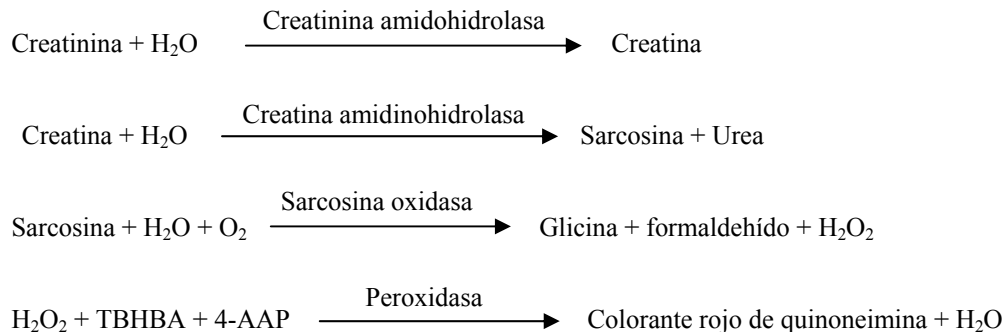 Creatinina + H₂O Creatinina amidohidrolasa Creatina
Creatina + H₂O Creatina amidinohidrolasa Sarcosina + Urea
Sarcosina + H₂O + O₂ Sarcosina oxidasa Glicina + formaldehído + H₂O₂
H₂O₂ + TBHBA + 4-AAP Peroxidasa Colorante rojo de quinoneimina + H₂O